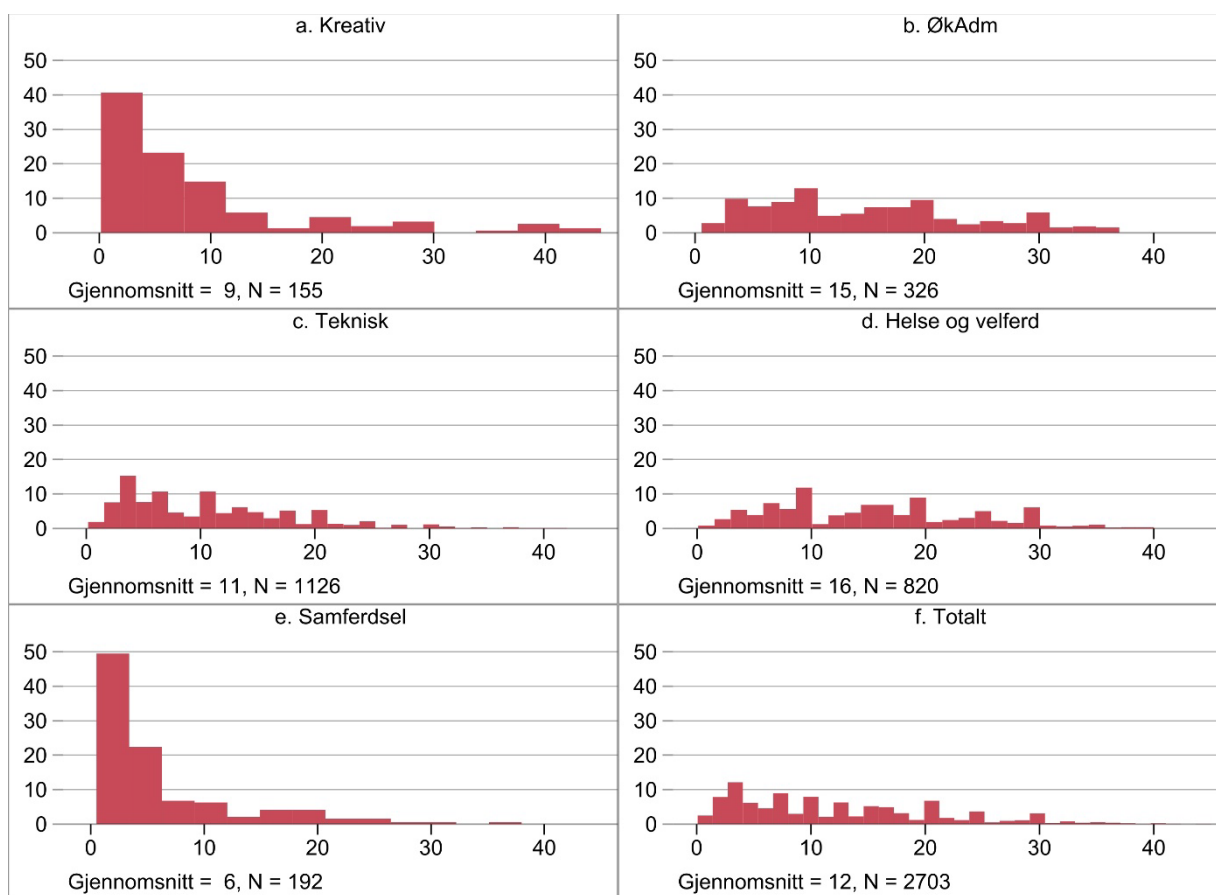 a. Kreativ
50
40
30
20
10
0
0 10 20 30 40
Gjennomsnitt =  9, N = 155
b. ØkAdm
50
40
30
20
10
0
0 10 20 30 40
Gjennomsnitt = 15, N = 326
c. Teknisk
50
40
30
20
10
0
0 10 20 30 40
Gjennomsnitt = 11, N = 1126
d. Helse og velferd
50
40
30
20
10
0
0 10 20 30 40
Gjennomsnitt = 16, N = 820
e. Samferdsel
50
40
30
20
10
0
0 10 20 30 40
Gjennomsnitt =  6, N = 192
f. Totalt
50
40
30
20
10
0
0 10 20 30 40
Gjennomsnitt = 12, N = 2703